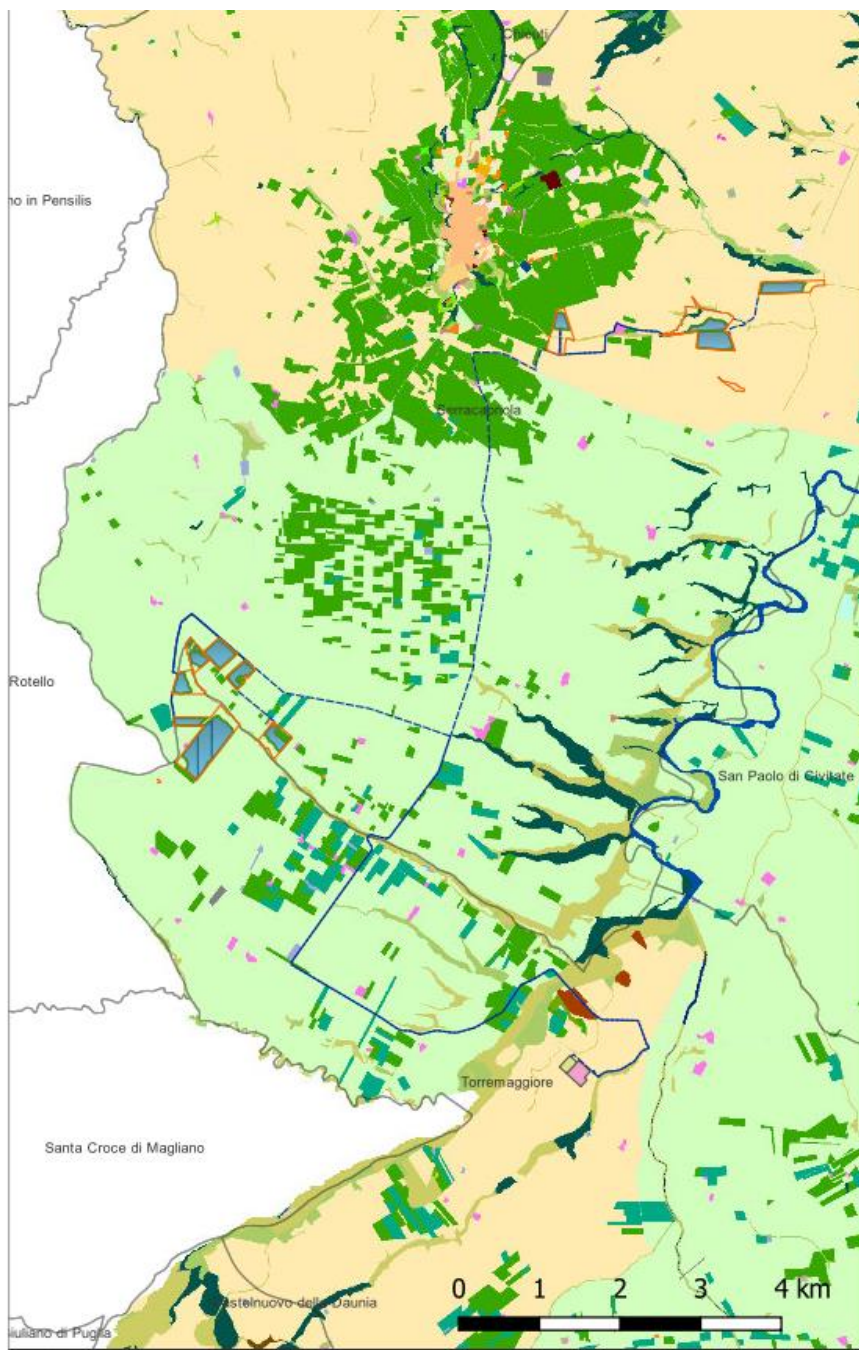 Chieuti
no in Pensilis
Serracapriola
Rotello
San Paolo di Civitate
Torremaggiore
Santa Croce di Magliano
0 1 2 3 4 km
Castelnuovo della Daunia
Giuliano di Puglia